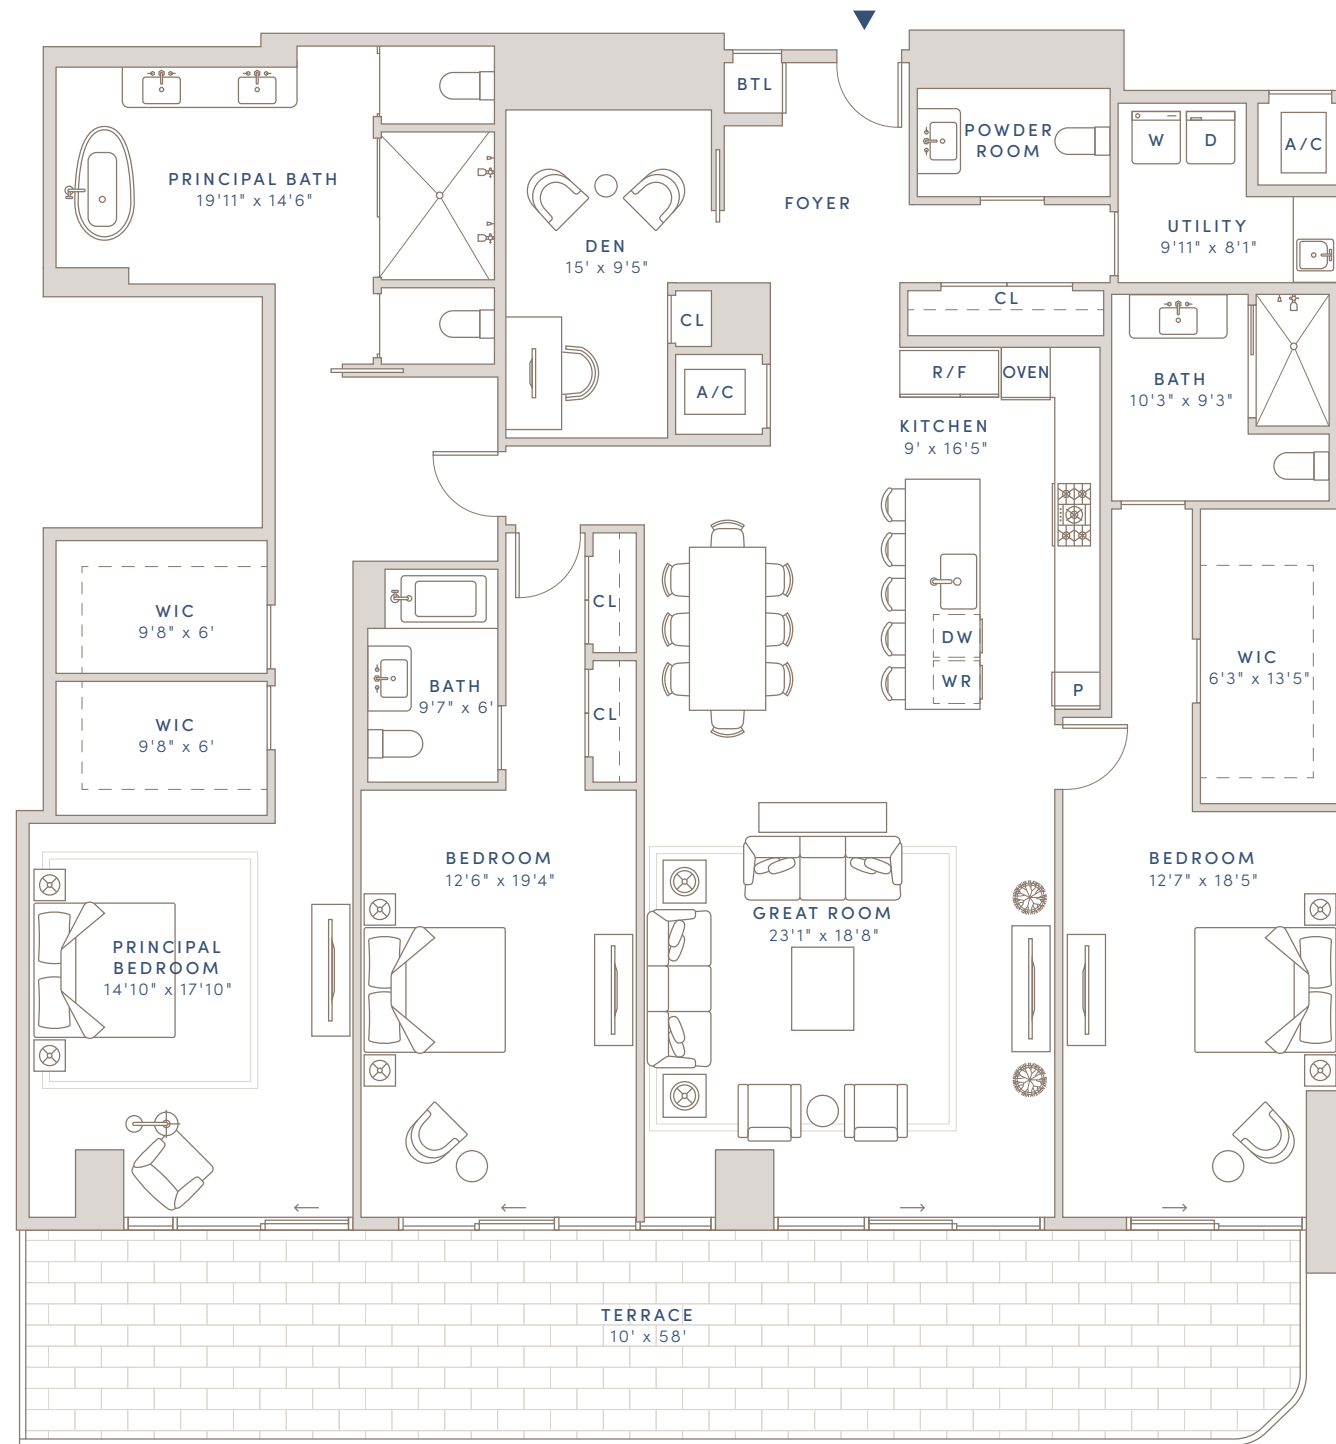 BTL
POWDER
ROOM
W
D
A/C
PRINCIPAL BATH
19'11" x 14'6"
FOYER
UTILITY
9'11" x 8'1"
DEN
15' x 9'5"
CL
CL
R/F
OVEN
BATH
10'3" x 9'3"
A/C
KITCHEN
9' x 16'5"
WIC
9'8" x 6'
CL
DW
WIC
6'3" x 13'5"
WR
P
BATH
9'7" x 6'
CL
WIC
9'8" x 6'
BEDROOM
12'6" x 19'4"
BEDROOM
12'7" x 18'5"
GREAT ROOM
23'1" x 18'8"
PRINCIPAL
BEDROOM
14'10" x 17'10"
TERRACE
10' x 58'